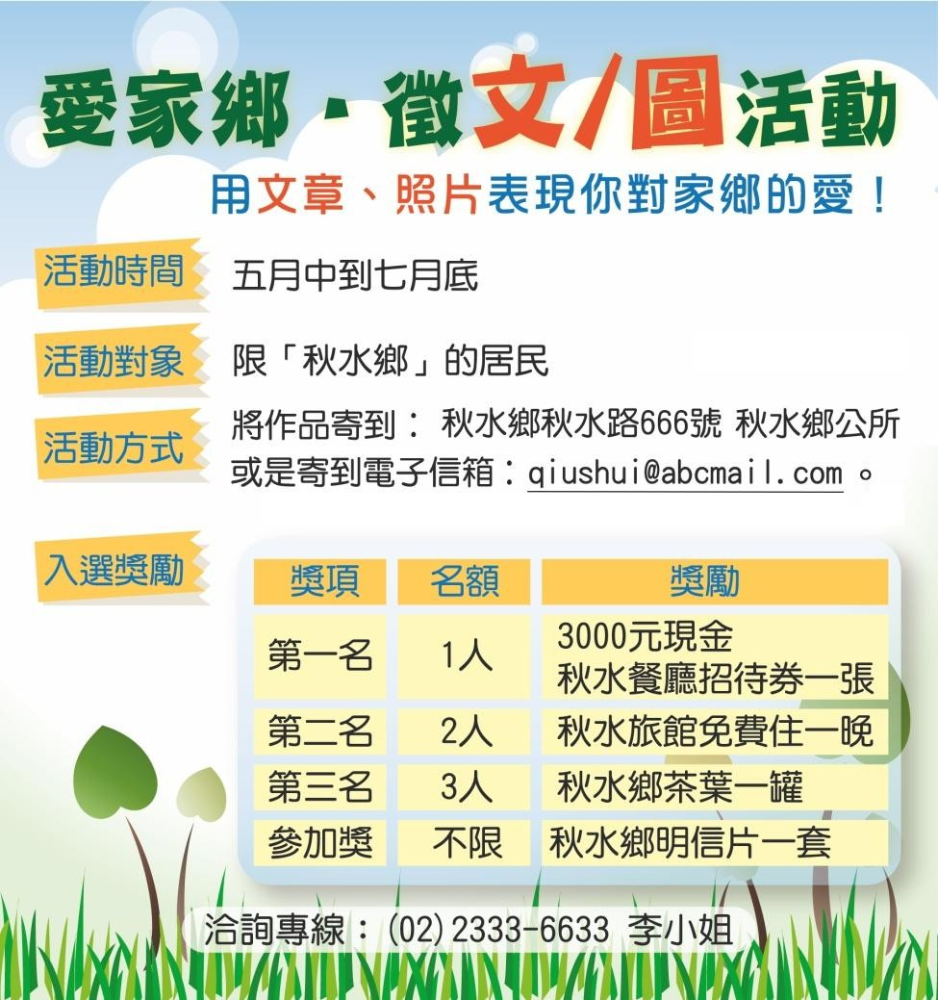 愛家鄉・徵文/圖活動
用文章、照片表現你對家鄉的愛！
活動時間 五月中到七月底
活動對象 限「秋水鄉」的居民
活動方式 將作品寄到： 秋水鄉秋水路666號 秋水鄉公所
或是寄到電子信箱：qiushui@abcmail.com 。
入選獎勵
獎項 名額 獎勵
第一名 1人 3000元現金
秋水餐廳招待券一張
第二名 2人 秋水旅館免費住一晚
第三名 3人 秋水鄉茶葉一罐
參加獎 不限 秋水鄉明信片一套
洽詢專線：(02)2333-6633 李小姐